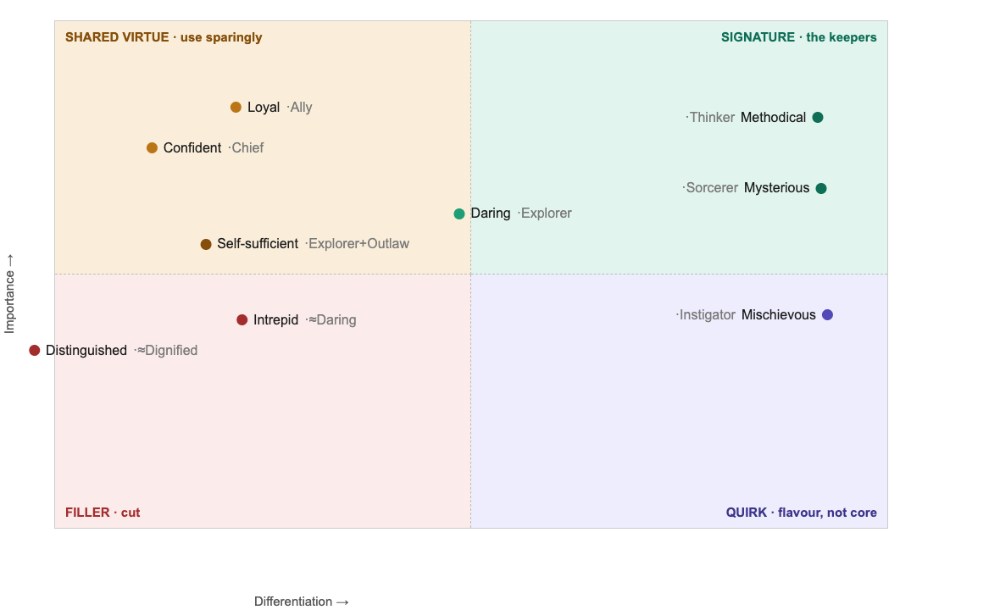 SHARED VIRTUE · use sparingly
SIGNATURE · the keepers
Loyal ·Ally
·Thinker Methodical
Confident ·Chief
·Sorcerer Mysterious
Daring ·Explorer
Self-sufficient ·Explorer+Outlaw
Importance →
·Instigator Mischievous
Intrepid ·≈Daring
Distinguished ·≈Dignified
FILLER · cut
QUIRK · flavour, not core
Differentiation →